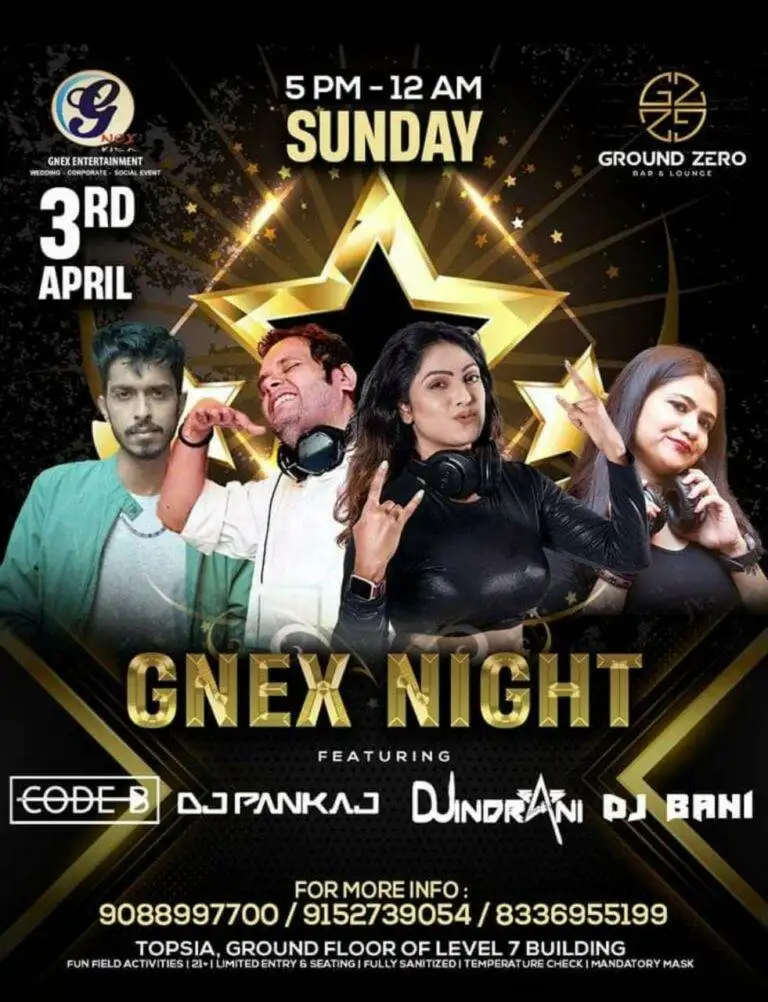 5 PM - 12 AM
SUNDAY
G
NEX
GNEX ENTERTAINMENT
WEDDING - CORPORATE - SOCIAL EVENT
GROUND ZERO
BAR & LOUNGE
3RD
APRIL
GNEX NIGHT
FEATURING
CODE B DJ PANKAJ DJ INDRANI DJ BANI
FOR MORE INFO :
9088997700 / 9152739054 / 8336955199
TOPSIA, GROUND FLOOR OF LEVEL 7 BUILDING
FUN FIELD ACTIVITIES | 21+ | LIMITED ENTRY & SEATING | FULLY SANITIZED | TEMPERATURE CHECK | MANDATORY MASK